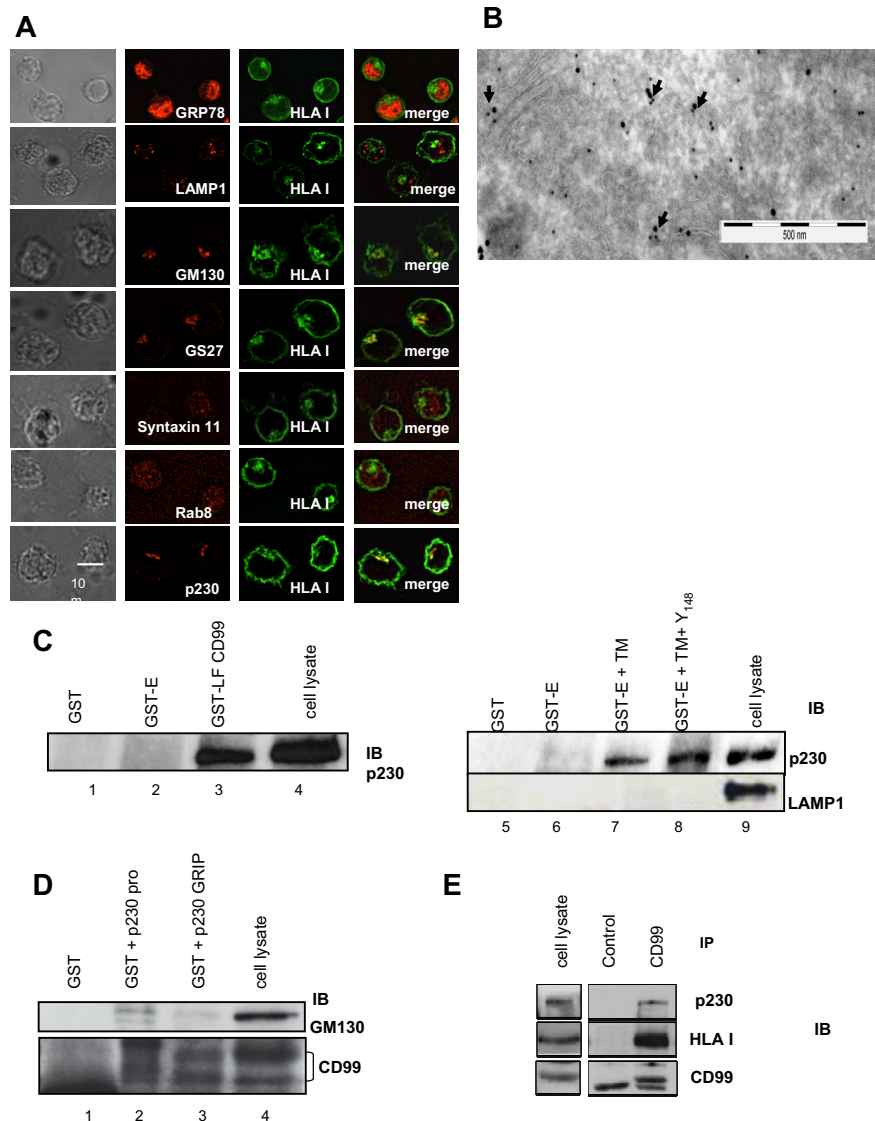 A
GRP78 HLA I merge
LAMP1 HLA I merge
GM130 HLA I merge
GS27 HLA I merge
Syntaxin 11 HLA I merge
Rab8 HLA I merge
10
p230 HLA I merge
B
500 nm
C
GST GST-E GST-LF CD99 cell lysate
IB
p230
1 2 3 4
GST GST-E GST-E + TM GST-E + TM+ Y148 cell lysate
IB
p230
LAMP1
5 6 7 8 9
D
GST GST + p230 pro GST + p230 GRIP cell lysate
IB
GM130
CD99
1 2 3 4
E
cell lysate Control CD99
IP
p230
HLA I
IB
CD99